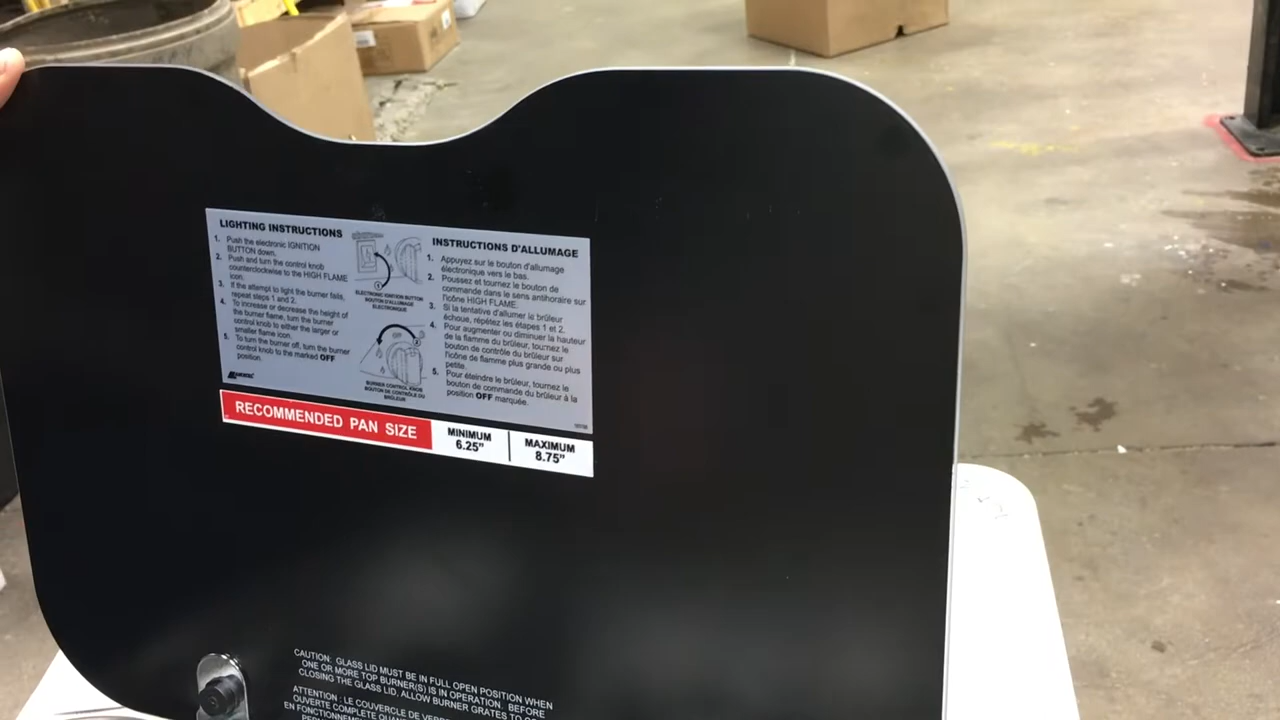 LIGHTING INSTRUCTIONS
1. Push the electronic IGNITION
BUTTON down.
2. Push and turn the control knob
counterclockwise to the HIGH FLAME
icon.
3. If the attempt to light the burner fails,
repeat steps 1 and 2.
4. To increase or decrease the height of
the burner flame, turn the burner
control knob to either the larger or
smaller flame icon.
5. To turn the burner off, turn the burner
control knob to the marked OFF
position.
ELECTRONIC IGNITION BUTTON
BOUTON D'ALLUMAGE
ELECTRONIQUE
OFF
BURNER CONTROL KNOB
BOUTON DE CONTRÔLE DU
BRÛLEUR
INSTRUCTIONS D'ALLUMAGE
1. Appuyez sur le bouton d'allumage
électronique vers le bas.
2. Poussez et tournez le bouton de
commande dans le sens antihoraire sur
l'icône HIGH FLAME.
3. Si la tentative d'allumer le brûleur
échoue, répétez les étapes 1 et 2.
4. Pour augmenter ou diminuer la hauteur
de la flamme du brûleur, tournez le
bouton de contrôle du brûleur sur
l'icône de flamme plus grande ou plus
petite.
5. Pour éteindre le brûleur, tournez le
bouton de commande du brûleur à la
position OFF marquée.
RECOMMENDED PAN SIZE
MINIMUM
6.25"
MAXIMUM
8.75"
CAUTION: GLASS LID MUST BE IN FULL OPEN POSITION WHEN
ONE OR MORE TOP BURNER(S) IS IN OPERATION. BEFORE
CLOSING THE GLASS LID, ALLOW BURNER GRATES TO
ATTENTION : LE COUVERCLE DE
OUVERTE COMPLETE
EN